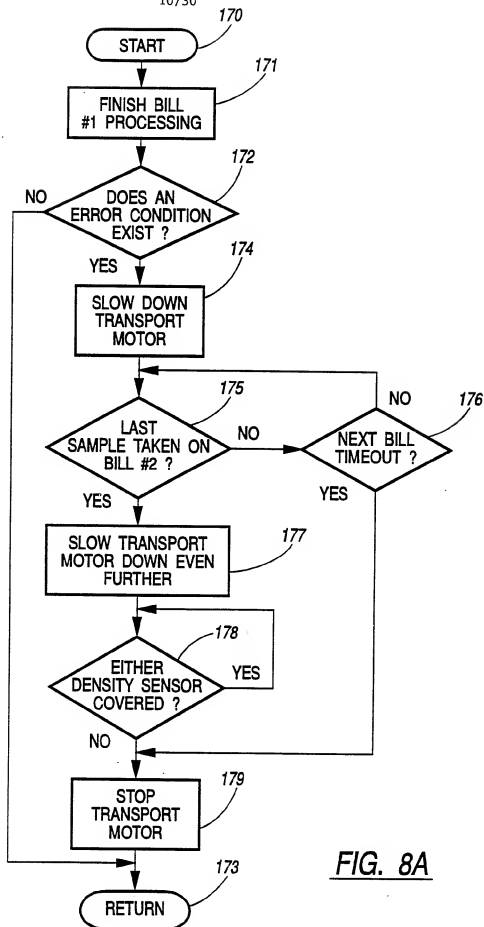 10/30
170
START
171
FINISH BILL
#1 PROCESSING
172
NO
DOES AN
ERROR CONDITION
EXIST ?
YES
174
SLOW DOWN
TRANSPORT
MOTOR
175
NO
176
LAST
SAMPLE TAKEN ON
BILL #2 ?
NO
NEXT BILL
TIMEOUT ?
YES
YES
SLOW TRANSPORT
MOTOR DOWN EVEN
FURTHER
177
178
EITHER
DENSITY SENSOR
COVERED ?
YES
NO
179
STOP
TRANSPORT
MOTOR
173
RETURN
FIG. 8A